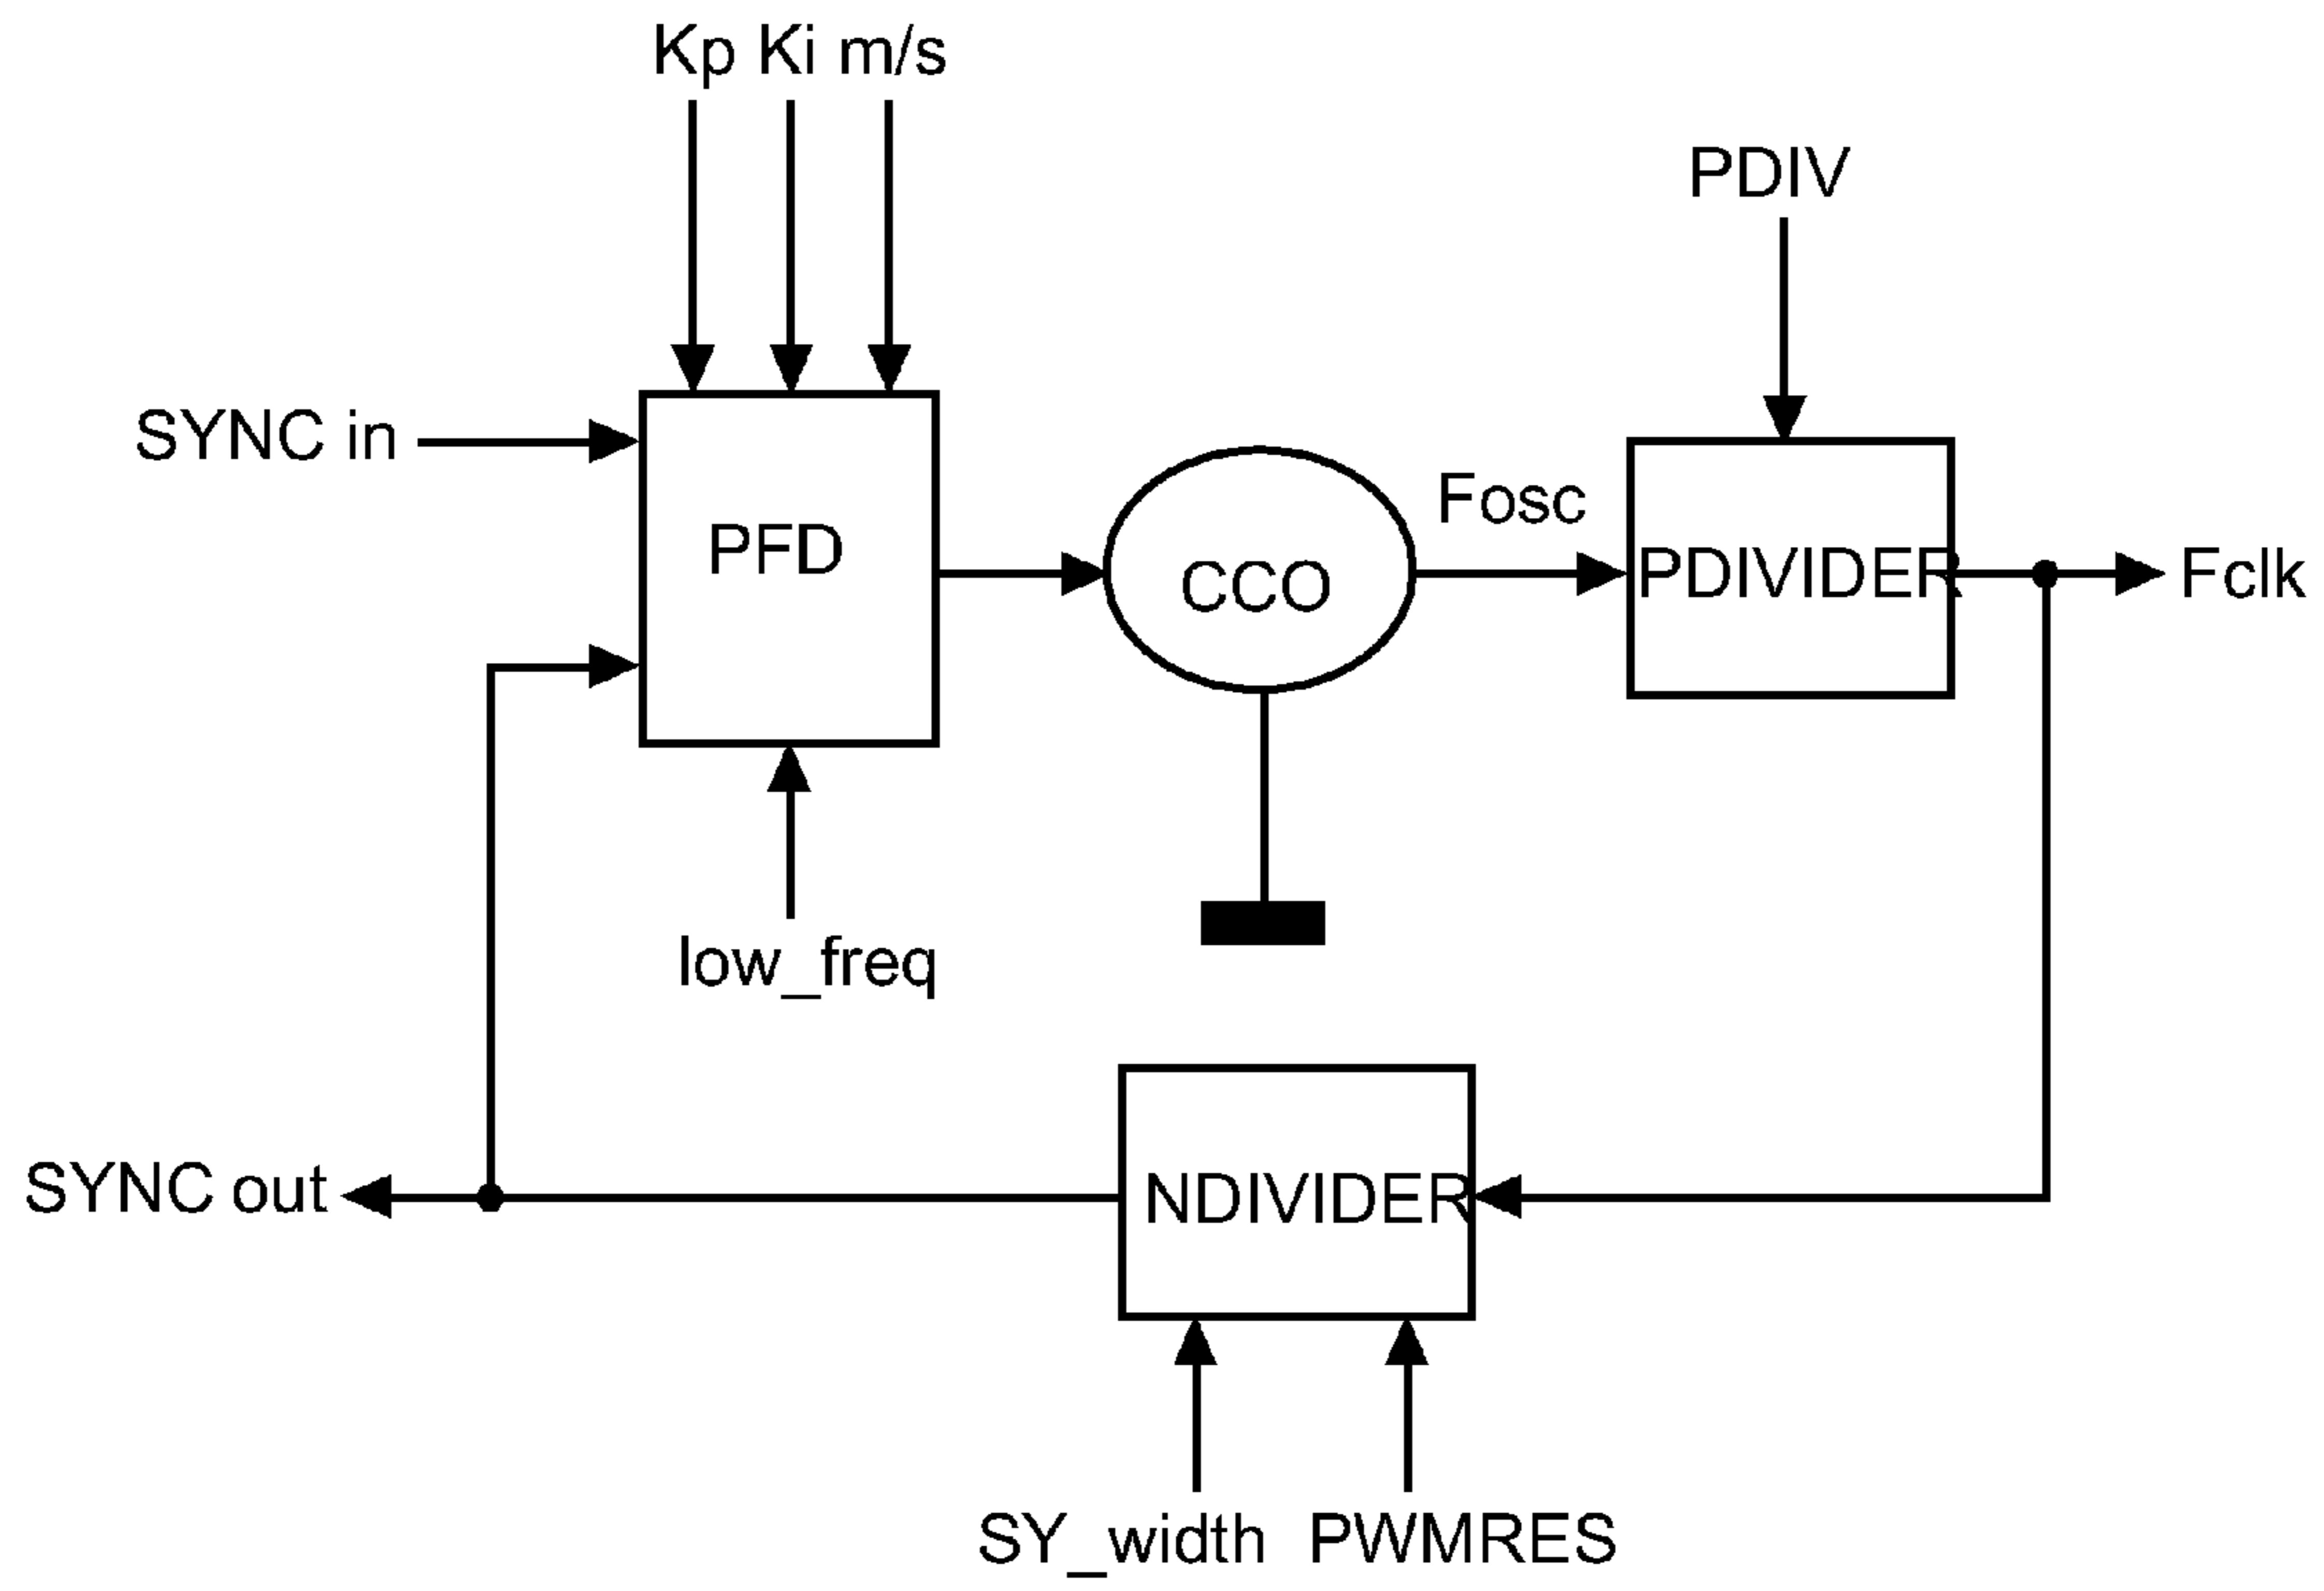 Kp Ki m/s
PDIV
SYNC in
Fosc
PFD
CCO
PDIVIDER
Fclk
low_freq
SYNC out
NDIVIDER
SY_width PWMRES